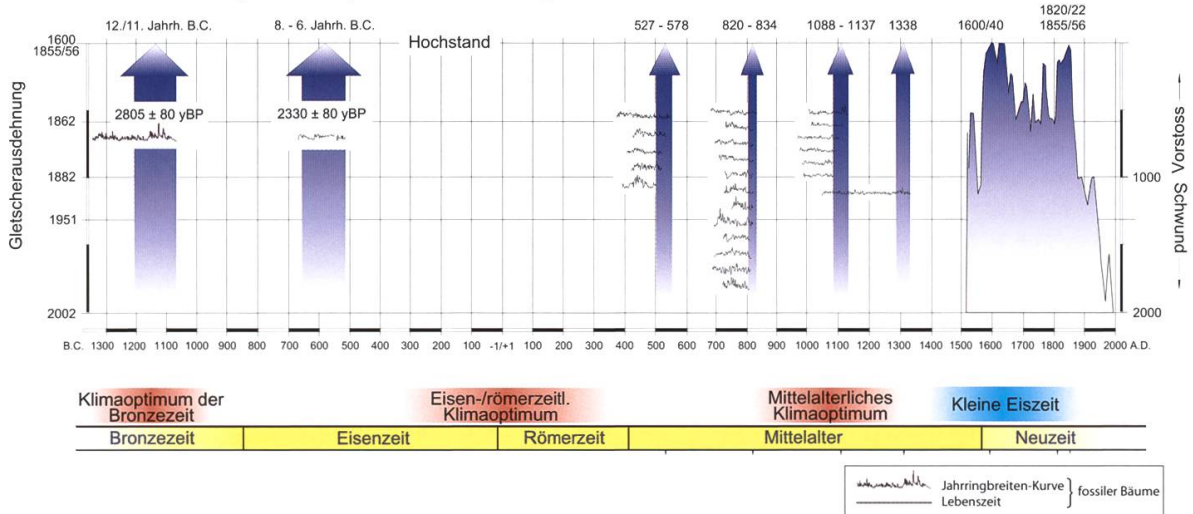 1820/22
12./11. Jahrh. B.C. 8. - 6. Jahrh. B.C. 527 - 578 820 - 834 1088 - 1137 1338 1600/40 1855/56
1600
1855/56
Hochstand
2805 ± 80 yBP 2330 ± 80 yBP
1862
1882
1951
2002
Gletscherausdehnung
1000
2000
Vorstoss
Schwund
B.C. 1300 1200 1100 1000 900 800 700 600 500 400 300 200 100 -1/+1 100 200 300 400 500 600 700 800 900 1000 1100 1200 1300 1400 1500 1600 1700 1800 1900 2000 A.D.
Klimaoptimum der
Bronzezeit
Eisen-/römerzeitl.
Klimaoptimum
Mittelalterliches
Klimaoptimum
Kleine Eiszeit
Bronzezeit Eisenzeit Römerzeit Mittelalter Neuzeit
Jahrringbreiten-Kurve
Lebenszeit
fossiler Bäume